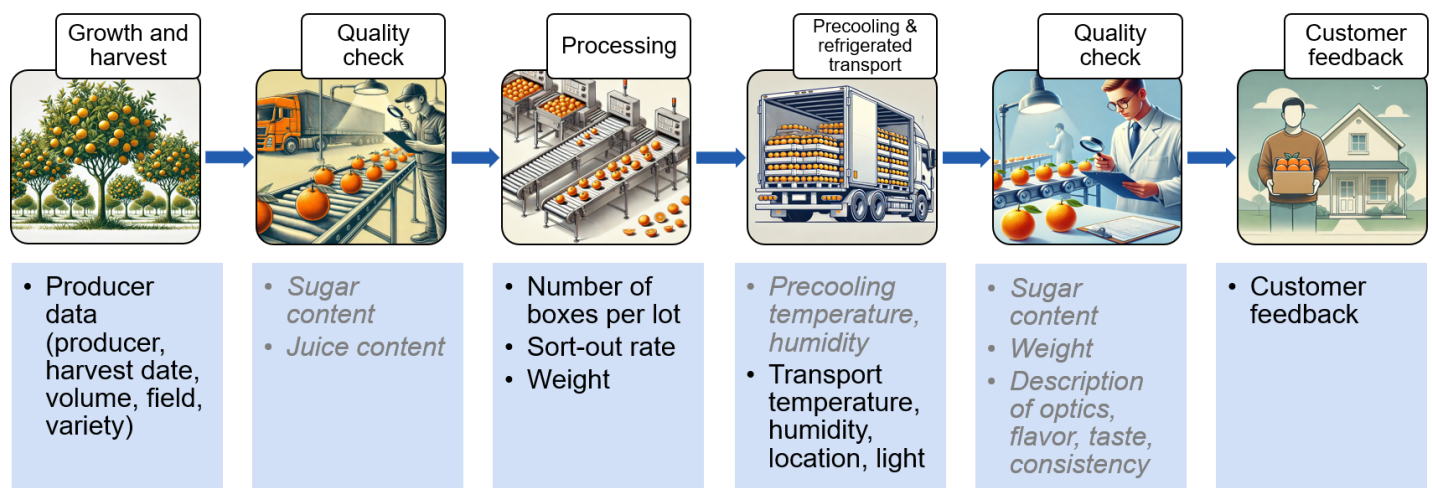 Growth and
harvest
Quality
check
Processing
Precooling &
refrigerated
transport
Quality
check
Customer
feedback
• Producer
data
(producer,
harvest date,
volume, field,
variety)
• Sugar
content
• Juice content
• Number of
boxes per lot
• Sort-out rate
• Weight
• Precooling
temperature,
humidity
• Transport
temperature,
humidity,
location, light
• Sugar
content
• Weight
• Description
of optics,
flavor, taste,
consistency
• Customer
feedback